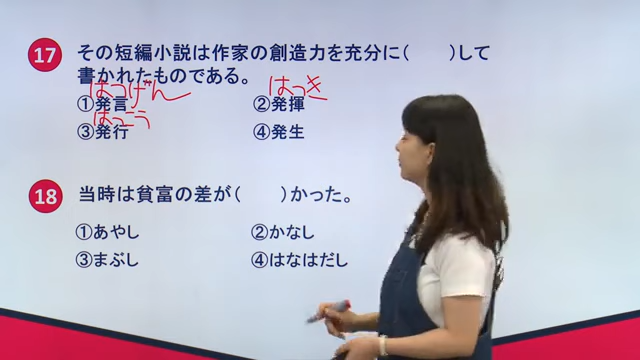 17 その短編小説は作家の創造力を充分に(　　)して
書かれたものである。
はつげん はっき
①発言 ②発揮
はっこう
③発行 ④発生
18 当時は貧富の差が(　　)かった。
①あやし ②かなし
③まぶし ④はなはだし